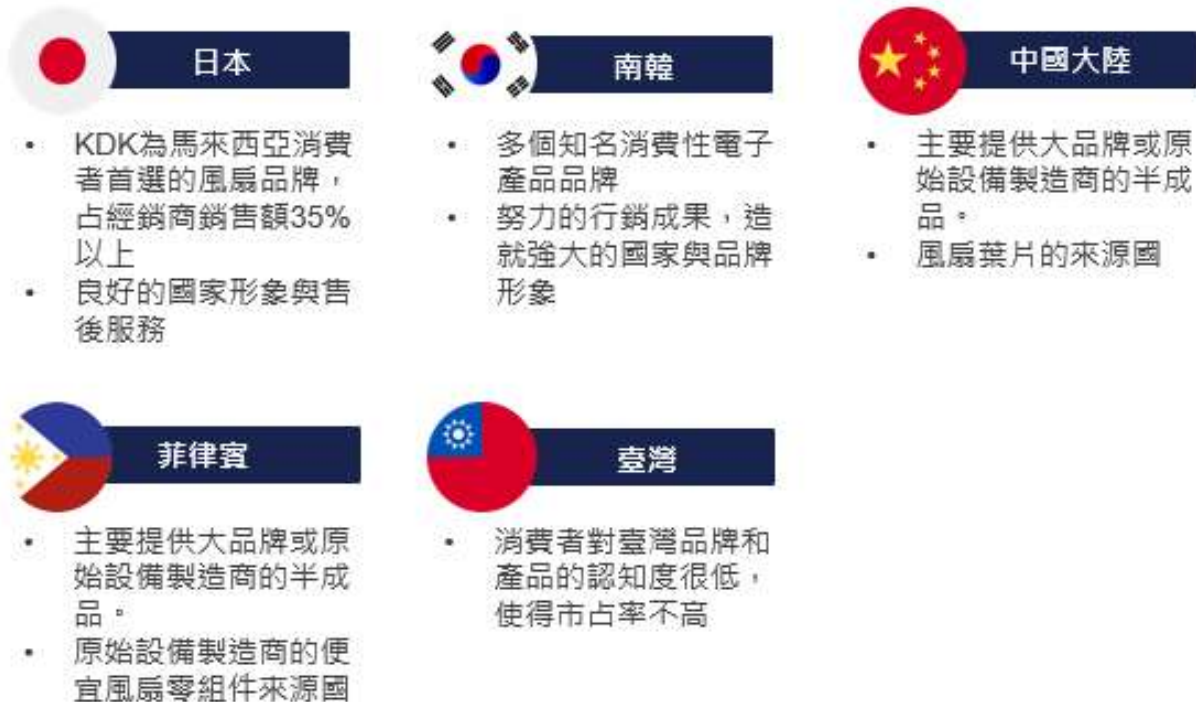 日本
• KDK為馬來西亞消費
者首選的風扇品牌，
占經銷商銷售額35%
以上
• 良好的國家形象與售
後服務
南韓
• 多個知名消費性電子
產品品牌
• 努力的行銷成果，造
就強大的國家與品牌
形象
中國大陸
• 主要提供大品牌或原
始設備製造商的半成
品。
• 風扇葉片的來源國
菲律賓
• 主要提供大品牌或原
始設備製造商的半成
品。
• 原始設備製造商的便
宜風扇零組件來源國
臺灣
• 消費者對臺灣品牌和
產品的認知度很低，
使得市占率不高